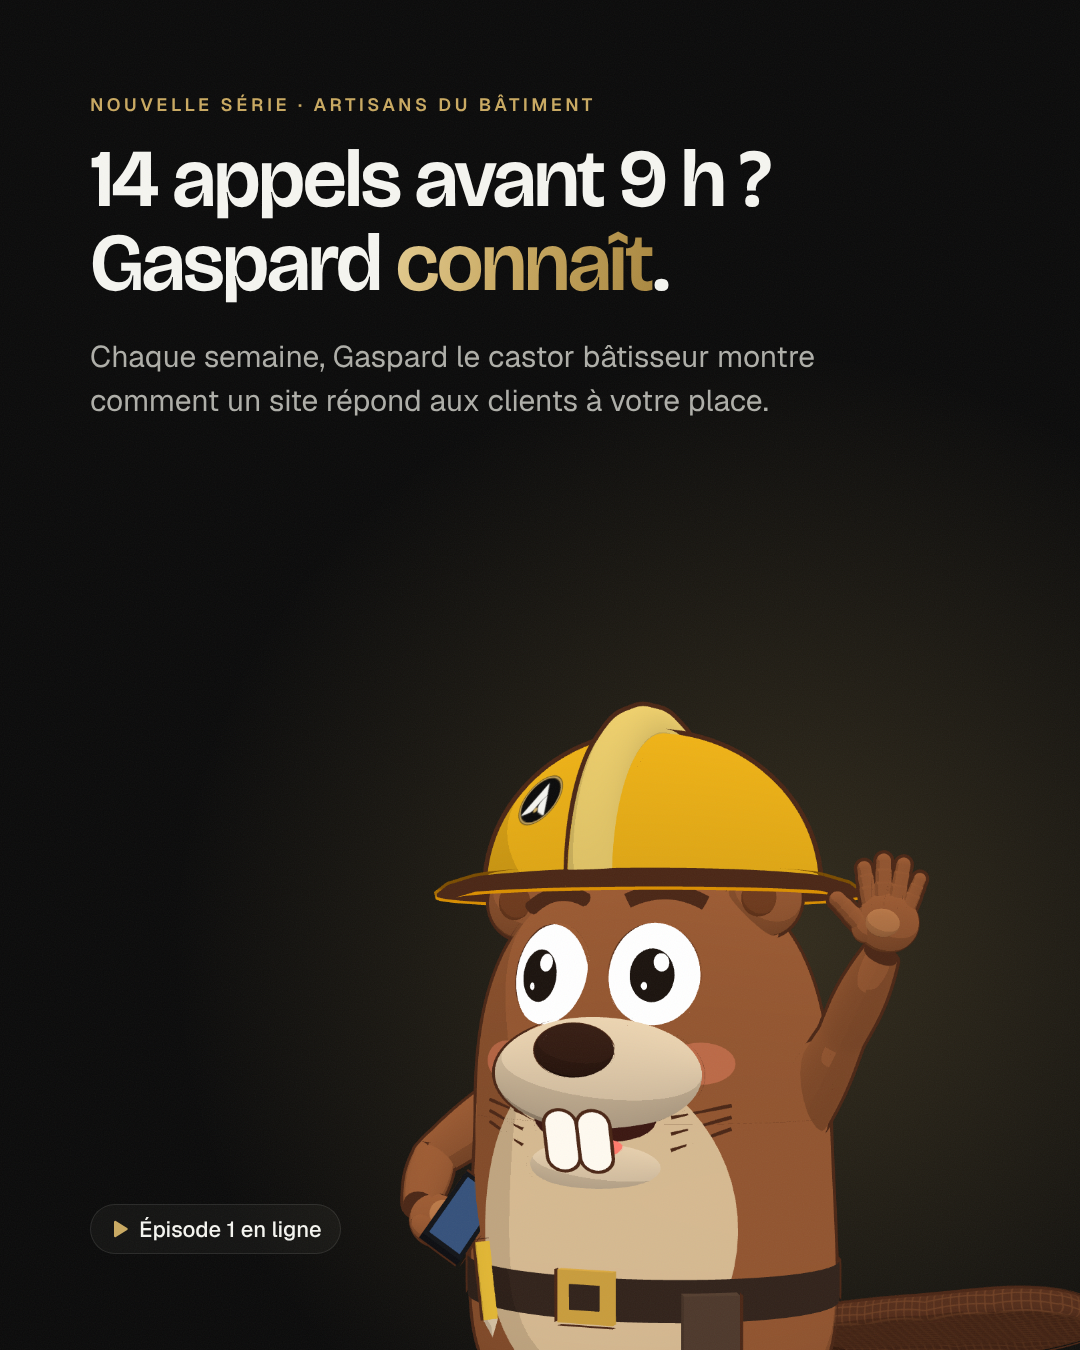 NOUVELLE SÉRIE · ARTISANS DU BÂTIMENT
14 appels avant 9 h ?
Gaspard connaît.
Chaque semaine, Gaspard le castor bâtisseur montre
comment un site répond aux clients à votre place.
Épisode 1 en ligne